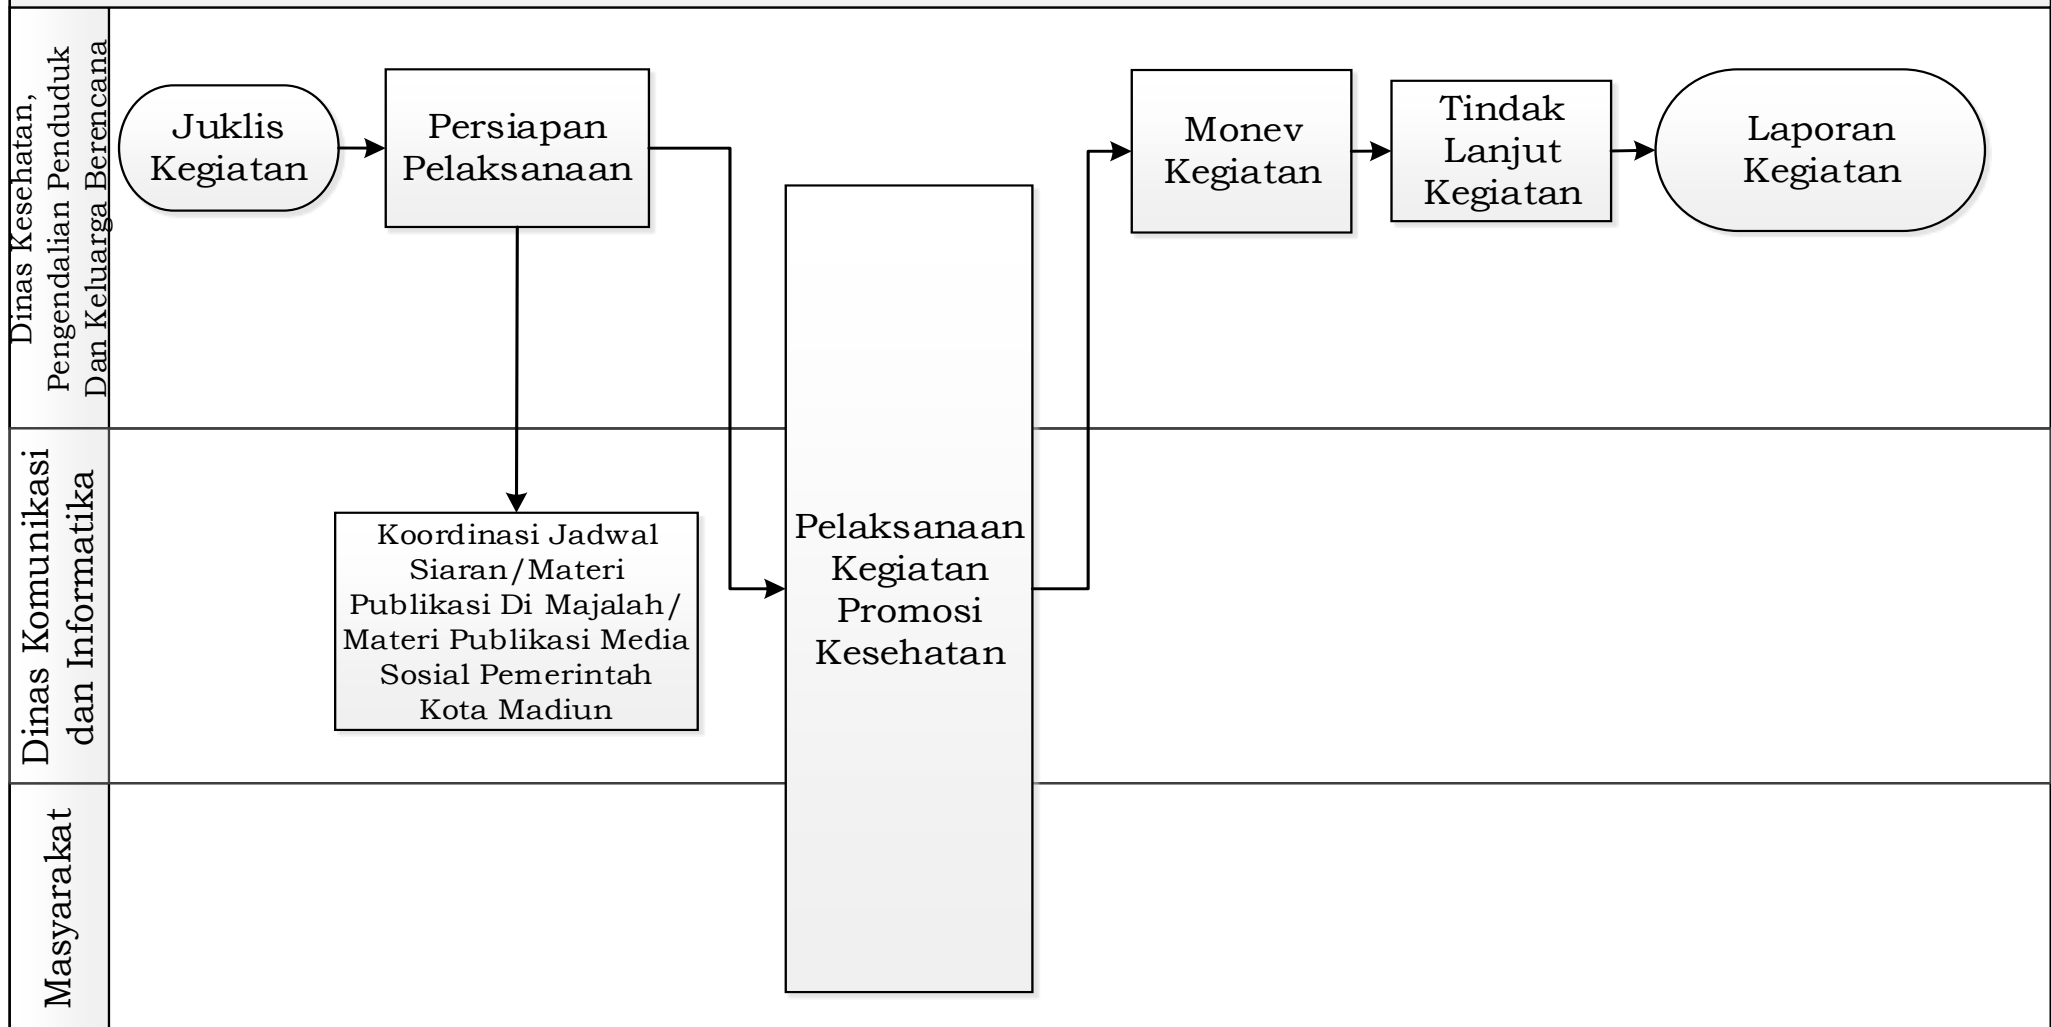 Dinas Kesehatan,
Pengendalian Penduduk
Dan Keluarga Berencana
Juklis
Kegiatan
Persiapan
Pelaksanaan
Monev
Kegiatan
Tindak
Lanjut
Kegiatan
Laporan
Kegiatan
Dinas Komunikasi
dan Informatika
Koordinasi Jadwal
Siaran/Materi
Publikasi Di Majalah/
Materi Publikasi Media
Sosial Pemerintah
Kota Madiun
Pelaksanaan
Kegiatan
Promosi
Kesehatan
Masyarakat